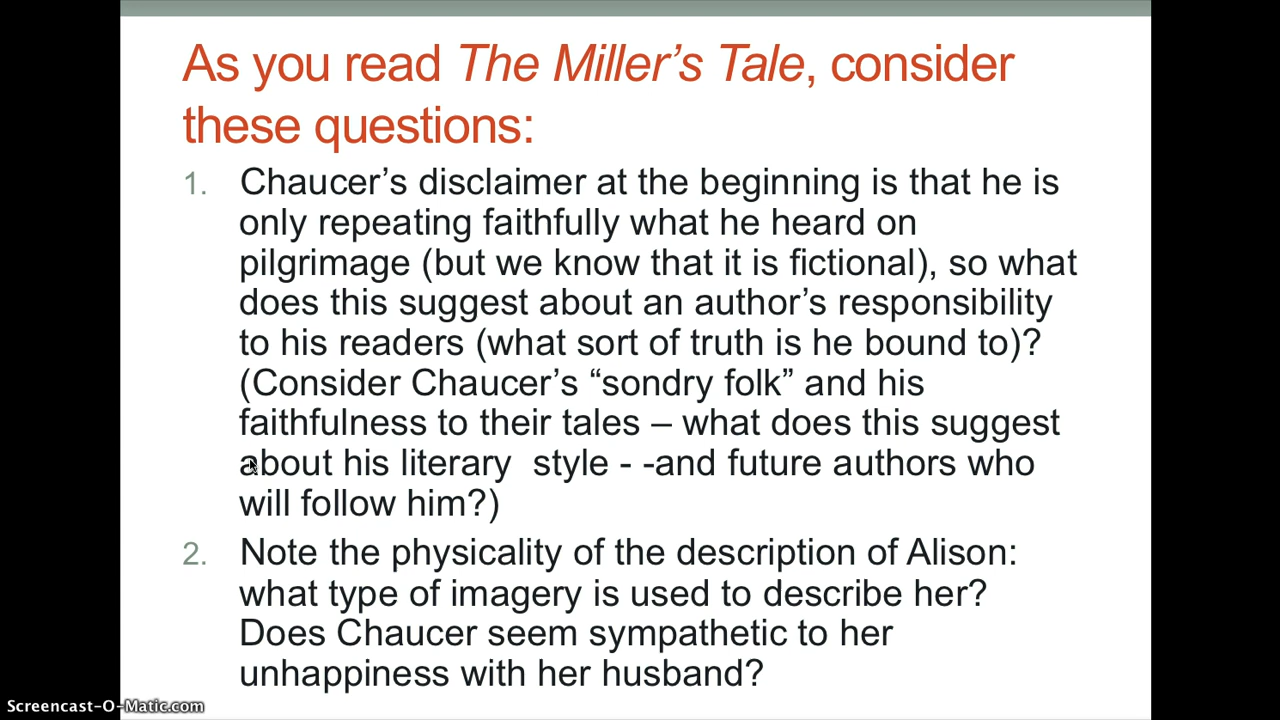 As you read The Miller’s Tale, consider
these questions:
1. Chaucer’s disclaimer at the beginning is that he is
only repeating faithfully what he heard on
pilgrimage (but we know that it is fictional), so what
does this suggest about an author’s responsibility
to his readers (what sort of truth is he bound to)?
(Consider Chaucer’s “sondry folk” and his
faithfulness to their tales – what does this suggest
about his literary  style - -and future authors who
will follow him?)
2. Note the physicality of the description of Alison:
what type of imagery is used to describe her?
Does Chaucer seem sympathetic to her
unhappiness with her husband?
Screencast-O-Matic.com